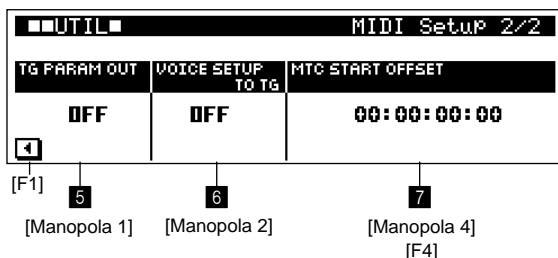 ■■UTIL■ MIDI Setup 2/2
TG PARAM OUT VOICE SETUP TO TG MTC START OFFSET
OFF OFF 00:00:00:00
[F1]
5 6 7
[Manopola 1] [Manopola 2] [Manopola 4]
[F4]